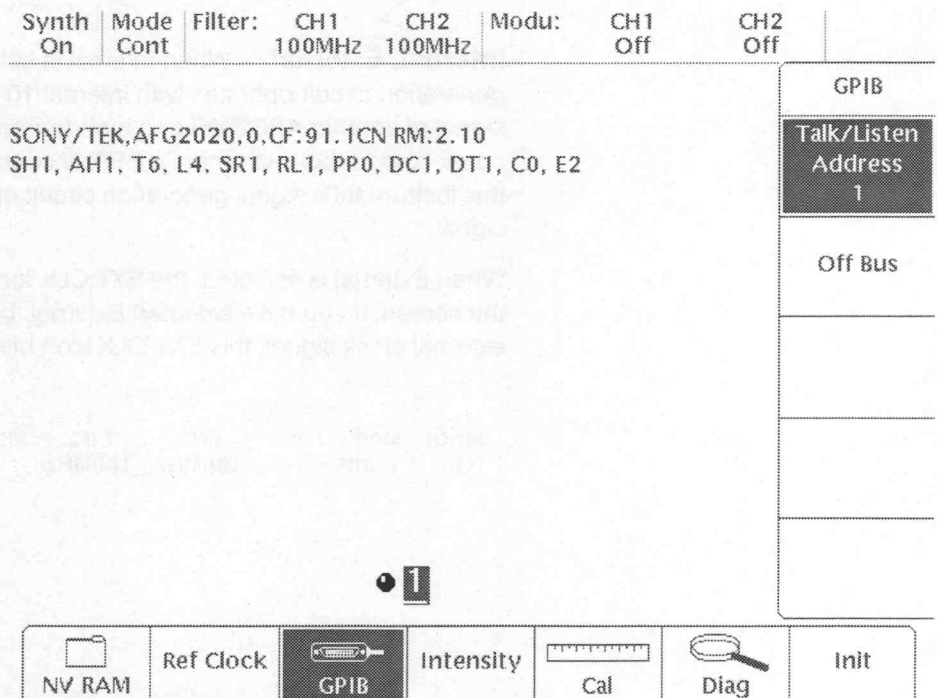 Synth Mode Filter: CH1 CH2 Modu: CH1 CH2
On Cont 100MHz 100MHz Off Off
GPIB
SONY/TEK,AFG2020,0,CF:91.1CN RM:2.10
SH1, AH1, T6, L4, SR1, RL1, PP0, DC1, DT1, C0, E2
Talk/Listen
Address
1
Off Bus
1
NV RAM
Ref Clock
GPIB
Intensity
Cal
Diag
Init